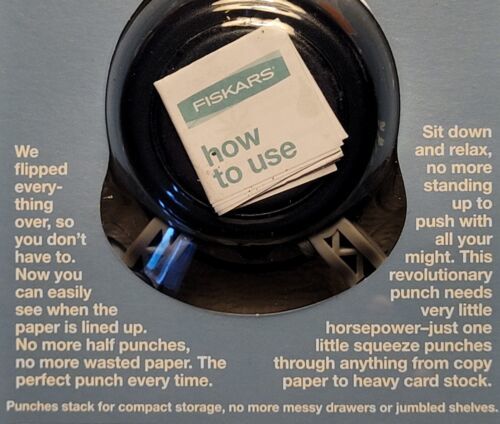 FISKARS®
how
to use
We
flipped
every-
thing
over, so
you don't
have to.
Now you
can easily
see when the
paper is lined up.
No more half punches,
no more wasted paper. The
perfect punch every time.
Sit down
and relax,
no more
standing
up to
push with
all your
might. This
revolutionary
punch needs
very little
horsepower–just one
little squeeze punches
through anything from copy
paper to heavy card stock.
Punches stack for compact storage, no more messy drawers or jumbled shelves.